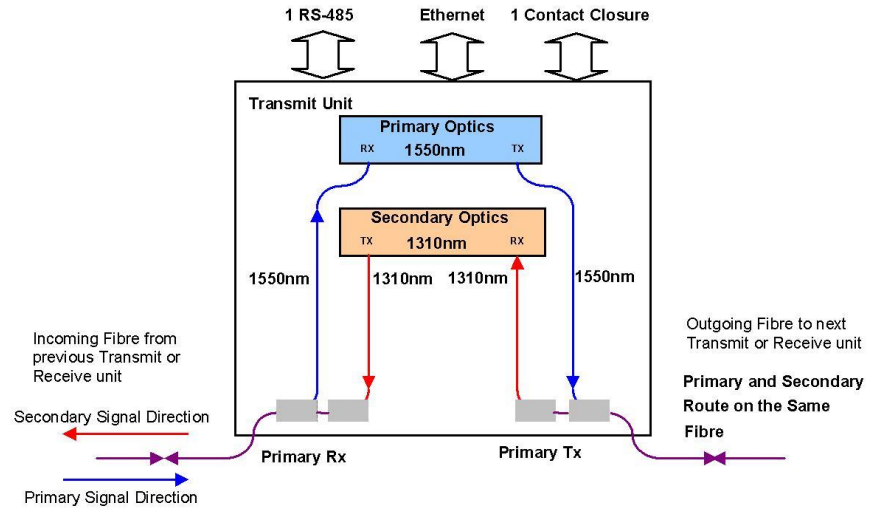 1 RS-485
Ethernet
1 Contact Closure
Transmit Unit
Primary Optics
RX
1550nm
TX
Secondary Optics
TX
1310nm
RX
1550nm
1310nm
1310nm
1550nm
Incoming Fibre from
previous Transmit or
Receive unit
Outgoing Fibre to next
Transmit or Receive unit
Primary and Secondary
Route on the Same
Fibre
Secondary Signal Direction
Primary Rx
Primary Tx
Primary Signal Direction